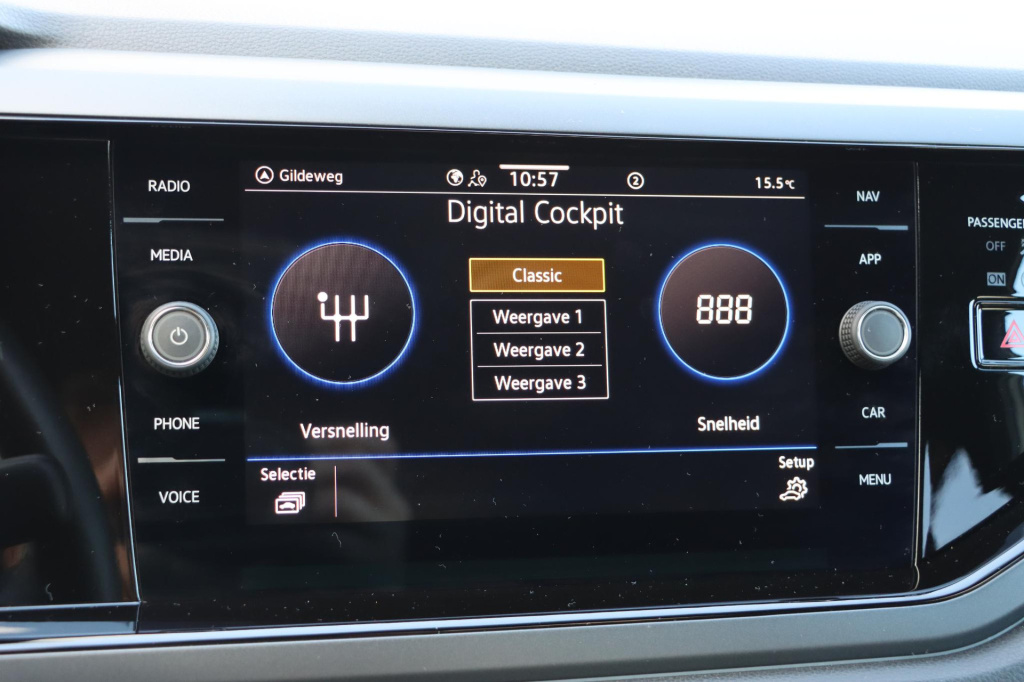 Gildeweg 10:57 2 15.5°C
Digital Cockpit
RADIO
MEDIA
PHONE
VOICE
Classic
Weergave 1
Weergave 2
Weergave 3
888
Versnelling
Snelheid
Selectie
Setup
NAV
APP
CAR
MENU
PASSENGER
OFF
ON